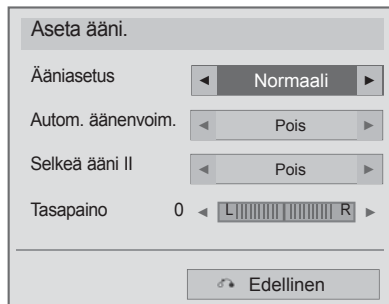 Aseta ääni.
Ääniasetus ◄ Normaali ►
Autom. äänenvoim. ◄ Pois ►
Selkeä ääni II ◄ Pois ►
Tasapaino 0 ◄ L R ►
Edellinen